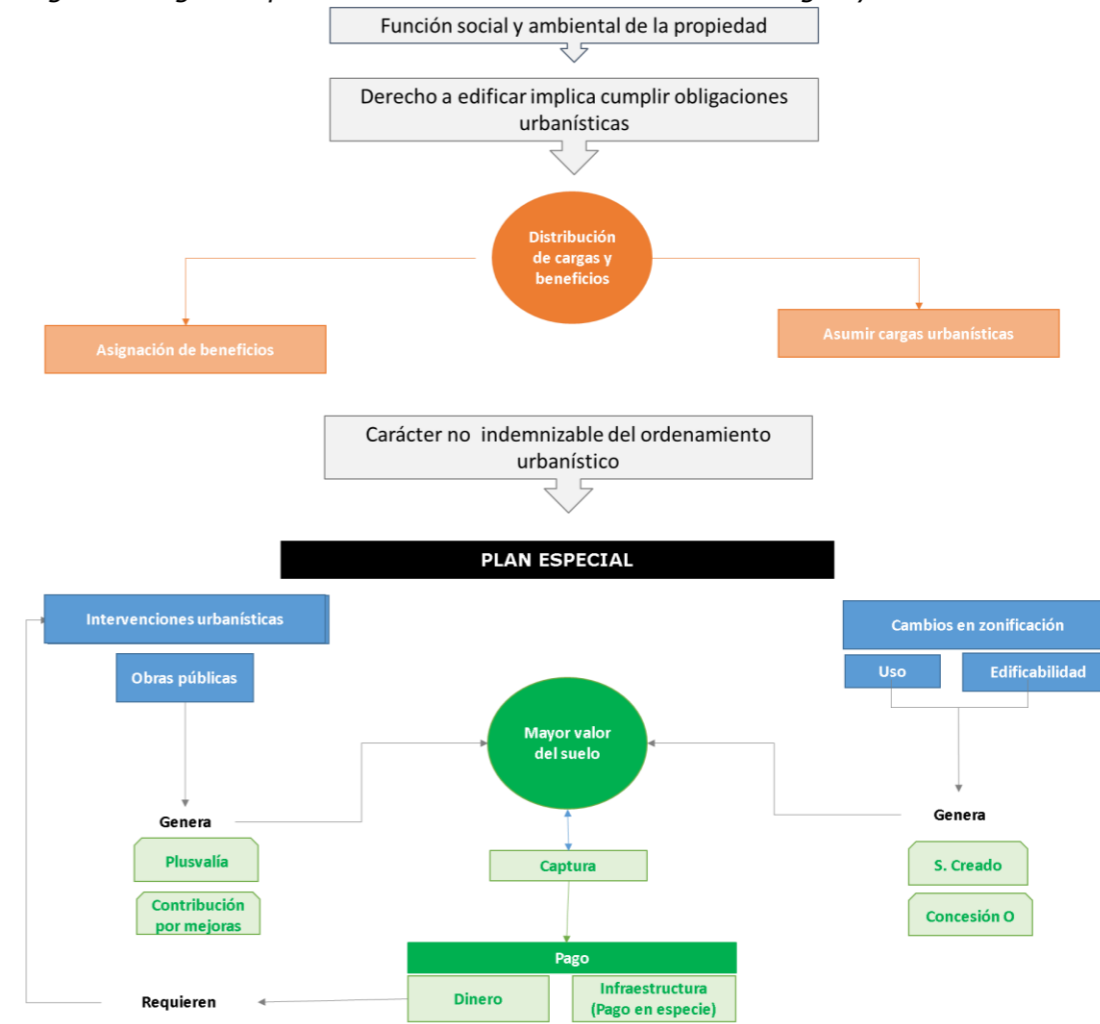 Función social y ambiental de la propiedad
Derecho a edificar implica cumplir obligaciones
urbanísticas
Distribución
de cargas y
beneficios
Asignación de beneficios
Asumir cargas urbanísticas
Carácter no indemnizable del ordenamiento
urbanístico
PLAN ESPECIAL
Intervenciones urbanísticas
Obras públicas
Cambios en zonificación
Uso
Edificabilidad
Mayor valor
del suelo
Genera
Plusvalía
Contribución
por mejoras
Genera
S. Creado
Concesión O
Captura
Pago
Dinero
Infraestructura
(Pago en especie)
Requieren